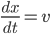 dx/dt = v